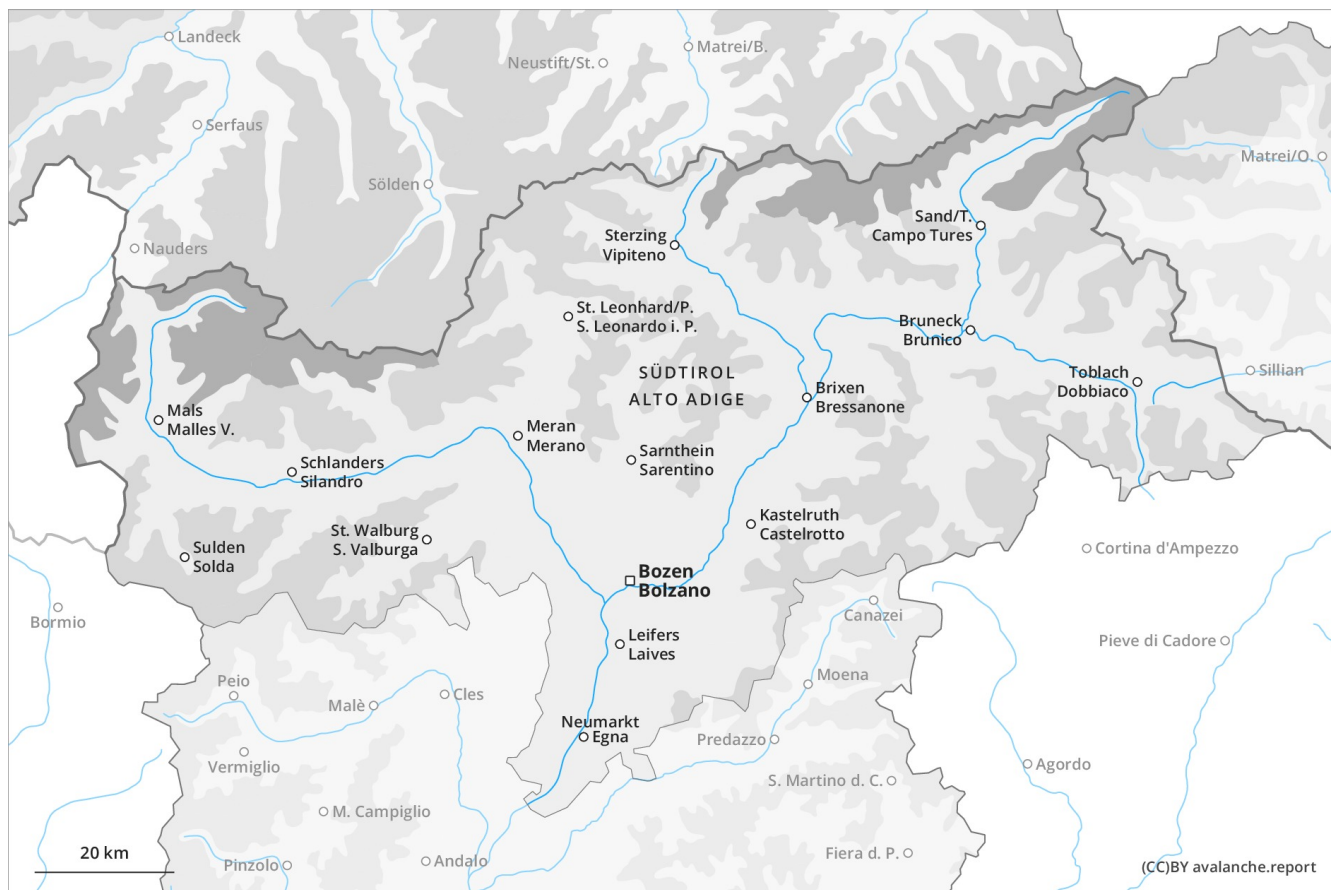 Landeck
Matrei/B.
Neustift/St.
Serfaus
Matrei/O.
Sölden
Sand/T.
Campo Tures
Nauders
Sterzing
Vipiteno
St. Leonhard/P.
S. Leonardo i. P.
Bruneck
Brunico
SÜDTIROL
ALTO ADIGE
Toblach
Dobbiaco
Sillian
Brixen
Bressanone
Mals
Malles V.
Meran
Merano
Schlanders
Silandro
Sarnthein
Sarentino
Kastelruth
Castelrotto
St. Walburg
S. Valburga
Sulden
Solda
Cortina d'Ampezzo
Bozen
Bolzano
Bormio
Canazei
Leifers
Laives
Pieve di Cadore
Peio
Moena
Malè
Cles
Neumarkt
Egna
Predazzo
Vermiglio
Agordo
S. Martino d. C.
M. Campiglio
20 km
Pinzolo
Andalo
Fiera d. P.
(CC)BY avalanche.report